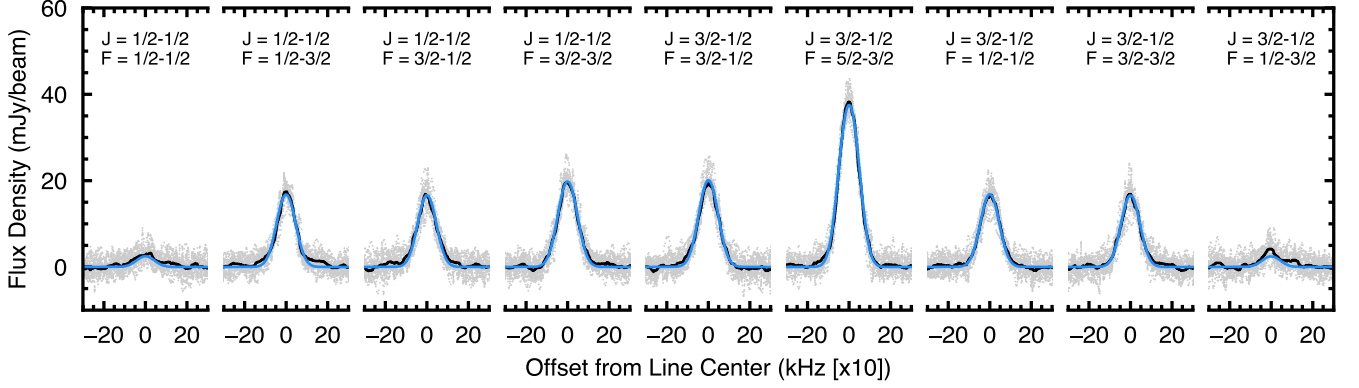 60
40
20
0
Flux Density (mJy/beam)
J = 1/2-1/2
F = 1/2-1/2
J = 1/2-1/2
F = 1/2-3/2
J = 1/2-1/2
F = 3/2-1/2
J = 1/2-1/2
F = 3/2-3/2
J = 3/2-1/2
F = 3/2-1/2
J = 3/2-1/2
F = 5/2-3/2
J = 3/2-1/2
F = 1/2-1/2
J = 3/2-1/2
F = 3/2-3/2
J = 3/2-1/2
F = 1/2-3/2
−20 0 20 −20 0 20 −20 0 20 −20 0 20 −20 0 20 −20 0 20 −20 0 20 −20 0 20 −20 0 20
Offset from Line Center (kHz [x10])